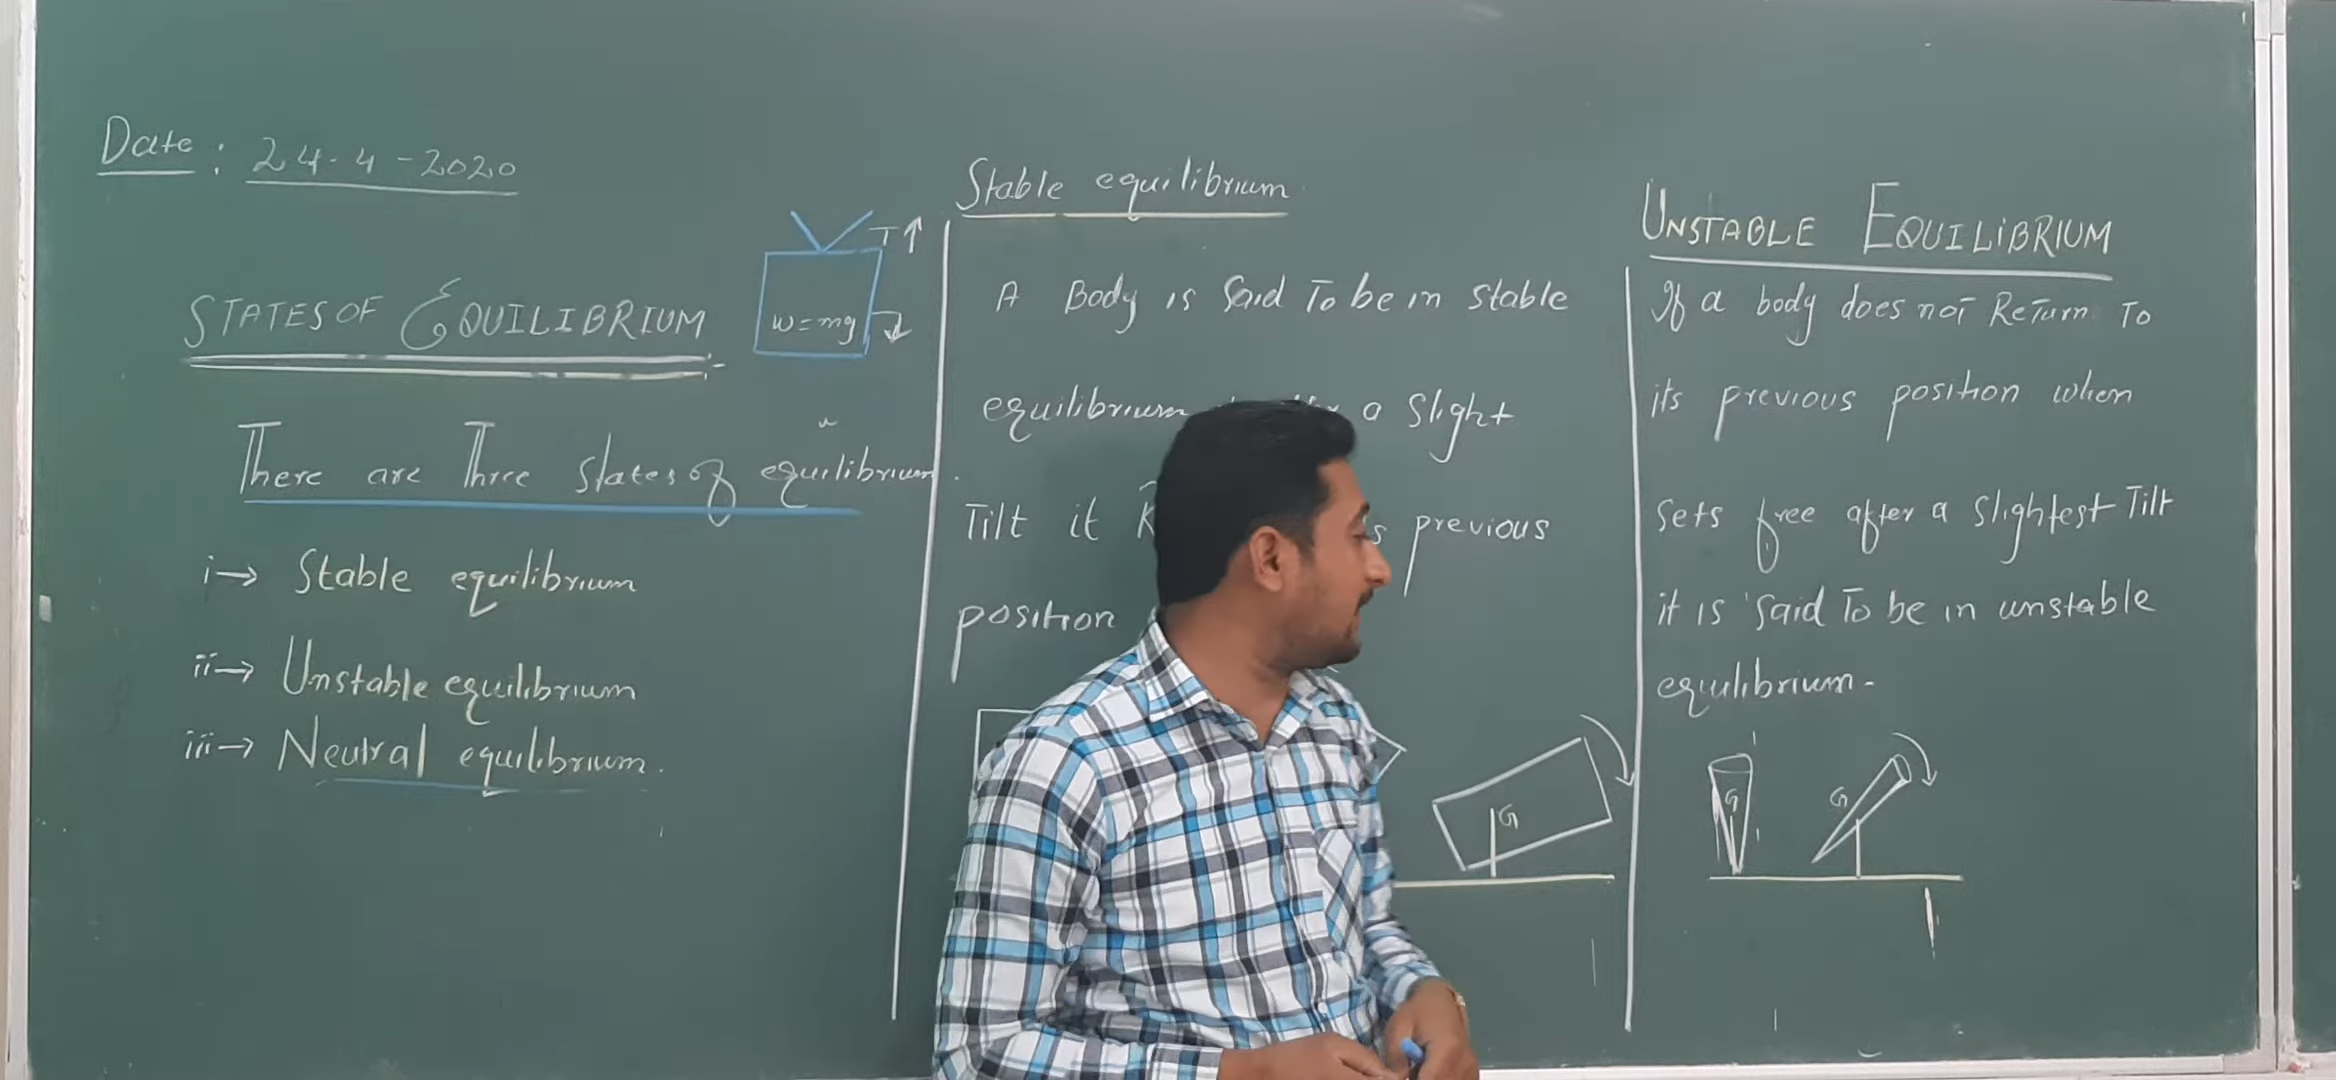 Date: 24-4-2020
STATES OF EQUILIBRIUM
T↑
w=mg
There are Three states of equilibrium.
i→ Stable equilibrium
ii→ Unstable equilibrium
iii→ Neutral equilibrium.
Stable equilibrium
A Body is Said To be in stable
equilibrium a slight
Tilt it previous
position
G
UNSTABLE EQUILIBRIUM
If a body does not Return To
its previous position when
sets free after a slightest Tilt
it is said To be in unstable
equilibrium-
G
G